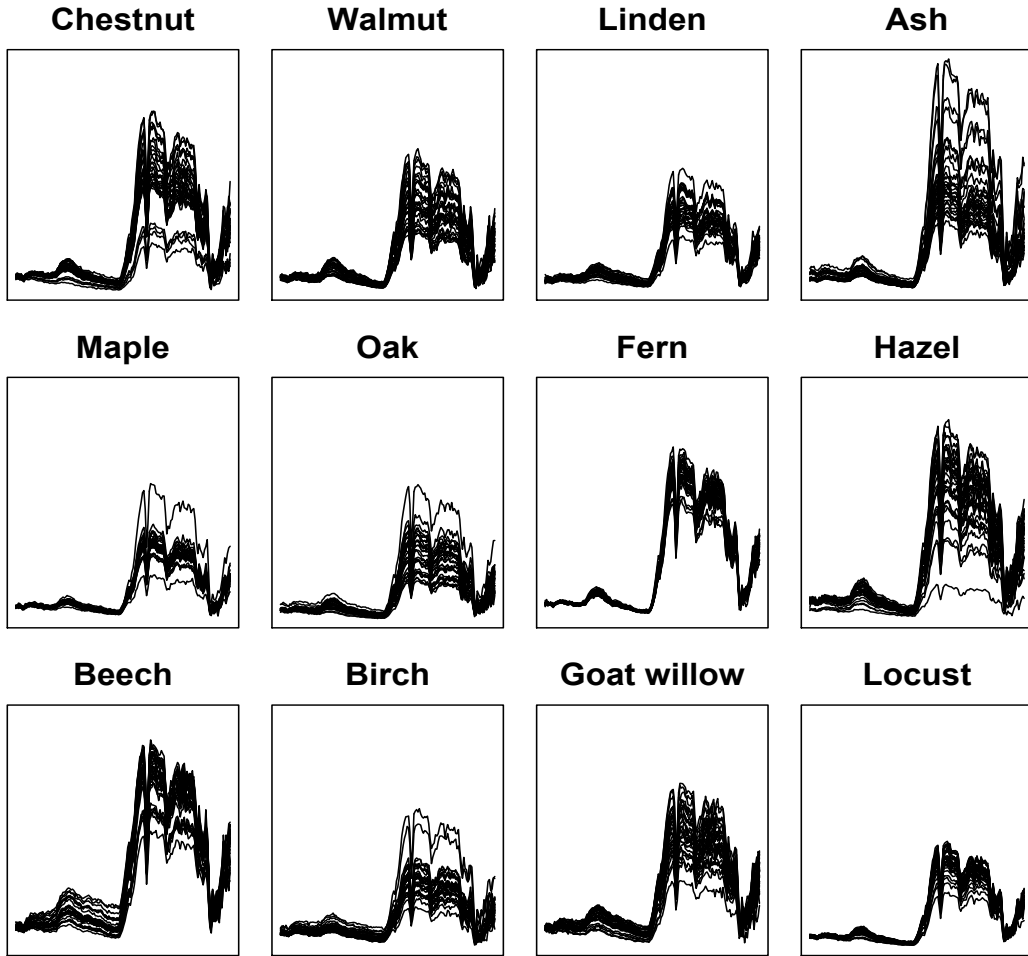 Chestnut Walmut Linden Ash
Maple Oak Fern Hazel
Beech Birch Goat willow Locust